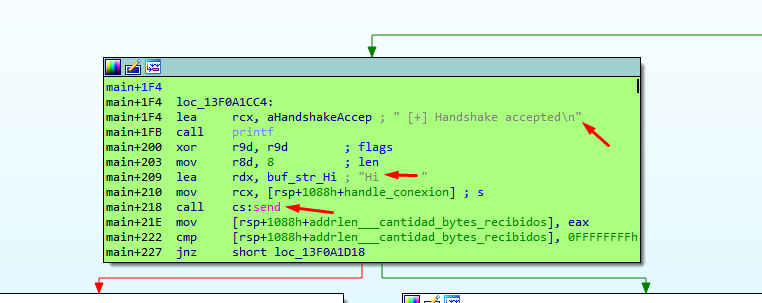 main+1F4
main+1F4 loc_13F0A1CC4:
main+1F4 lea rcx, aHandshakeAccep ; " [+] Handshake accepted\n"
main+1FB call printf
main+200 xor r9d, r9d ; flags
main+203 mov r8d, 8 ; len
main+209 lea rdx, buf_str_Hi ; "Hi "
main+210 mov rcx, [rsp+1088h+handle_conexion] ; s
main+218 call cs:send
main+21E mov [rsp+1088h+addrlen___cantidad_bytes_recibidos], eax
main+222 cmp [rsp+1088h+addrlen___cantidad_bytes_recibidos], 0FFFFFFFFh
main+227 jnz short loc_13F0A1D18